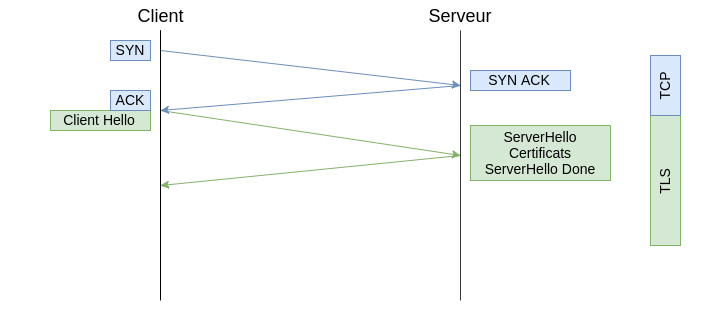 Client
Serveur
SYN
SYN ACK
TCP
ACK
Client Hello
ServerHello
Certificats
ServerHello Done
TLS